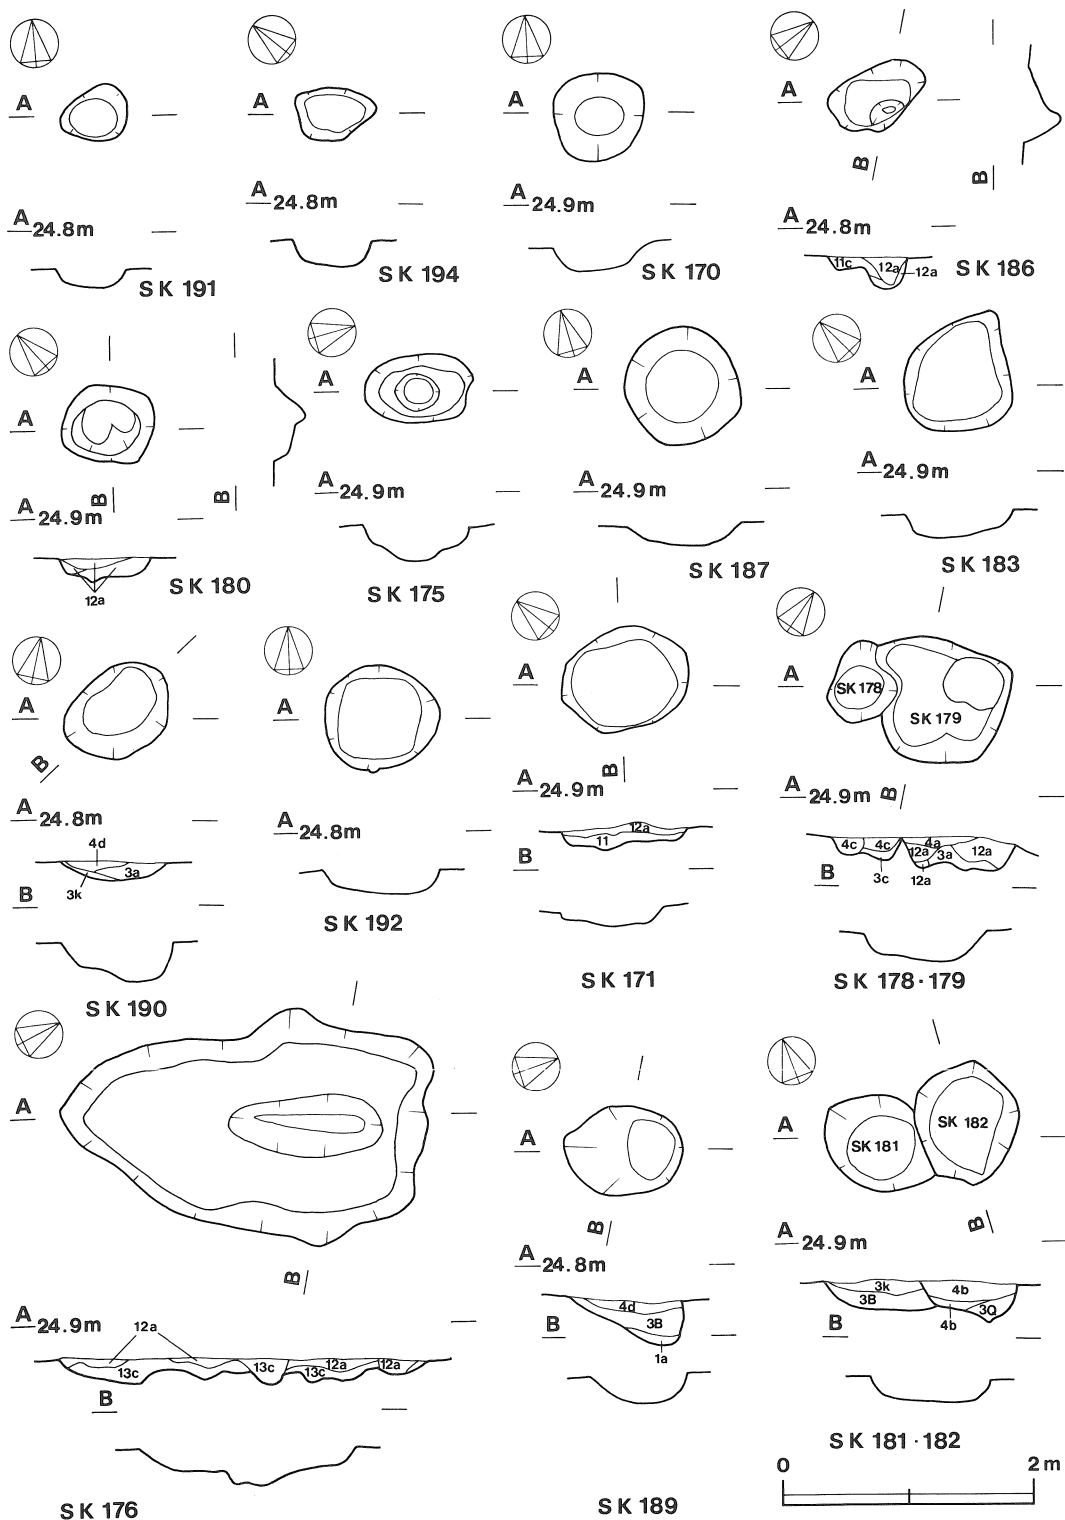 A
A 24.8m
SK 191
A
A 24.8m
SK 194
A
A 24.9m
SK 170
A
B
B
A 24.8m
11c 12a 12a
SK 186
A
B
B
A 24.9m
12a
SK 180
A
A 24.9m
SK 175
A
A 24.9m
SK 187
A
A 24.9m
SK 183
A
B
A 24.8m
4d
3a
3k
B
SK 190
A
A 24.8m
SK 192
A
B
A 24.9m
12a
11
B
SK 171
A
SK 178
SK 179
B
A 24.9m
4c 4c 4a 12a 3a 12a
3c 12a
B
SK 178・179
A
B
A 24.9m
12a
13c 13c 13c 12a 12a
B
SK 176
A
B
A 24.8m
4d
3B
1a
B
SK 189
A
SK 181
SK 182
B
A 24.9m
3k 4b
3B 3Q
4b
B
SK 181・182
0 2m